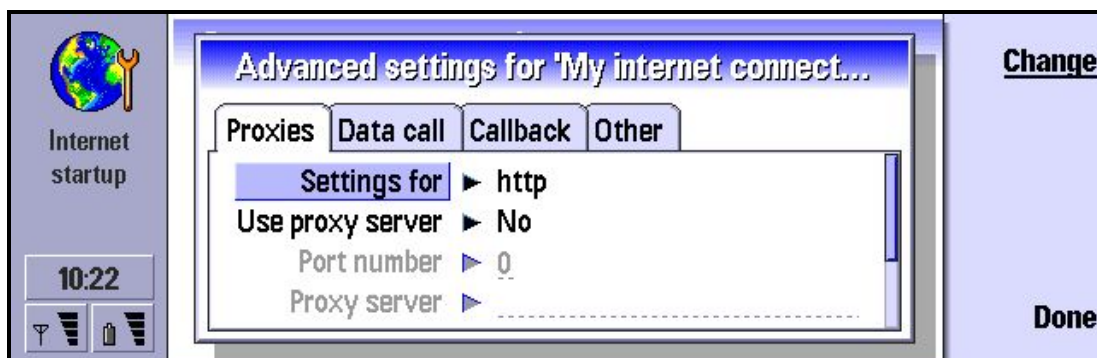 Internet
startup
10:22
Advanced settings for 'My internet connect...
Proxies Data call Callback Other
Settings for http
Use proxy server No
Port number 0
Proxy server
Change
Done